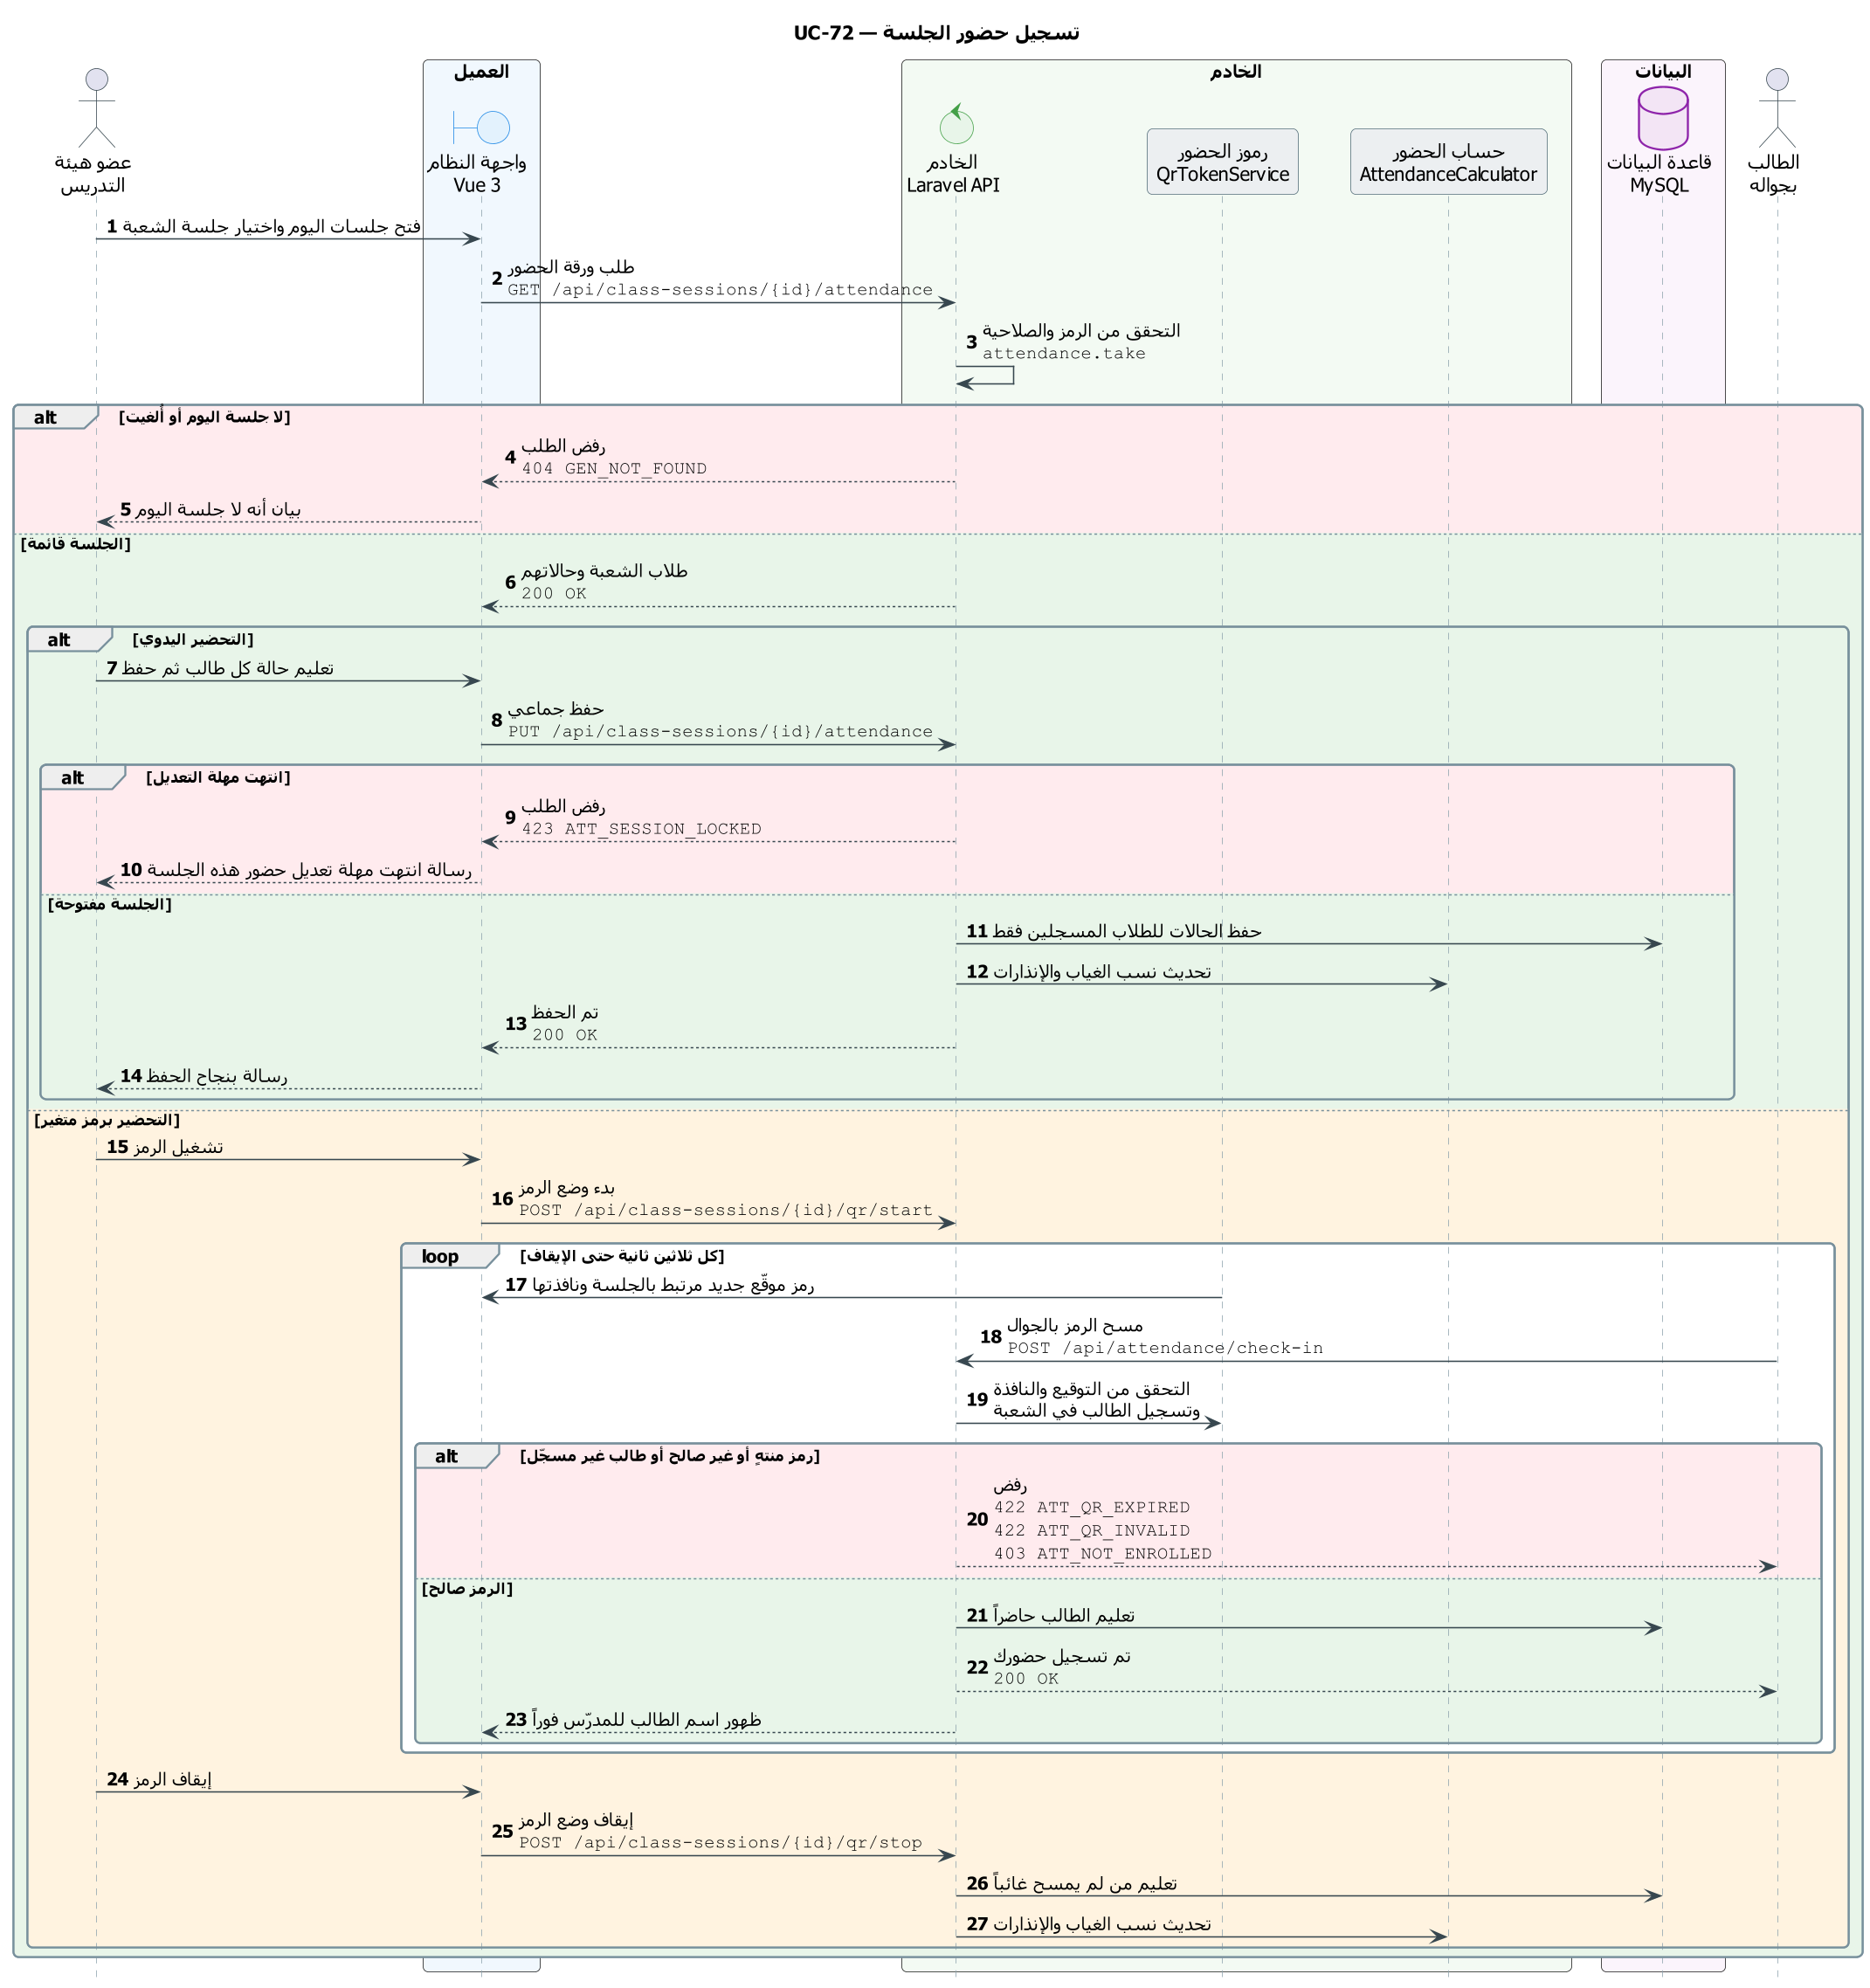 UC-72 — تسجيل حضور الجلسة
العميل
الخادم
البيانات
عضو هيئة
التدريس
واجهة النظام
Vue 3
الخادم
Laravel API
رموز الحضور
QrTokenService
حساب الحضور
AttendanceCalculator
قاعدة البيانات
MySQL
الطالب
بجواله
1 فتح جلسات اليوم واختيار جلسة الشعبة
2 طلب ورقة الحضور
GET /api/class-sessions/{id}/attendance
3 التحقق من الرمز والصلاحية
attendance.take
alt [لا جلسة اليوم أو أُلغيت]
4 رفض الطلب
404 GEN_NOT_FOUND
5 بيان أنه لا جلسة اليوم
[الجلسة قائمة]
6 طلاب الشعبة وحالاتهم
200 OK
alt [التحضير اليدوي]
7 تعليم حالة كل طالب ثم حفظ
8 حفظ جماعي
PUT /api/class-sessions/{id}/attendance
alt [انتهت مهلة التعديل]
9 رفض الطلب
423 ATT_SESSION_LOCKED
10 رسالة انتهت مهلة تعديل حضور هذه الجلسة
[الجلسة مفتوحة]
11 حفظ الحالات للطلاب المسجلين فقط
12 تحديث نسب الغياب والإنذارات
13 تم الحفظ
200 OK
14 رسالة بنجاح الحفظ
[التحضير برمز متغير]
15 تشغيل الرمز
16 بدء وضع الرمز
POST /api/class-sessions/{id}/qr/start
loop [كل ثلاثين ثانية حتى الإيقاف]
17 رمز موقّع جديد مرتبط بالجلسة ونافذتها
18 مسح الرمز بالجوال
POST /api/attendance/check-in
19 التحقق من التوقيع والنافذة
وتسجيل الطالب في الشعبة
alt [رمز منتهٍ أو غير صالح أو طالب غير مسجّل]
20 رفض
422 ATT_QR_EXPIRED
422 ATT_QR_INVALID
403 ATT_NOT_ENROLLED
[الرمز صالح]
21 تعليم الطالب حاضراً
22 تم تسجيل حضورك
200 OK
23 ظهور اسم الطالب للمدرّس فوراً
24 إيقاف الرمز
25 إيقاف وضع الرمز
POST /api/class-sessions/{id}/qr/stop
26 تعليم من لم يمسح غائباً
27 تحديث نسب الغياب والإنذارات